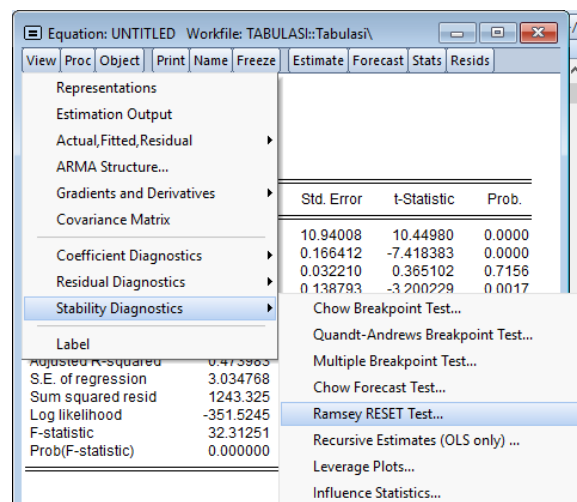 Equation: UNTITLED Workfile: TABULASI::Tabulasi\
View Proc Object Print Name Freeze Estimate Forecast Stats Resids
Representations
Estimation Output
Actual,Fitted,Residual
ARMA Structure...
Gradients and Derivatives
Covariance Matrix
Coefficient Diagnostics
Residual Diagnostics
Stability Diagnostics
Label
Std. Error t-Statistic Prob.
10.94008 10.44980 0.0000
0.166412 -7.418383 0.0000
0.032210 0.365102 0.7156
0.138793 -3.200229 0.0017
Chow Breakpoint Test...
Quandt-Andrews Breakpoint Test...
Multiple Breakpoint Test...
Chow Forecast Test...
Ramsey RESET Test...
Recursive Estimates (OLS only) ...
Leverage Plots...
Influence Statistics...
Adjusted R-squared 0.473983
S.E. of regression 3.034768
Sum squared resid 1243.325
Log likelihood -351.5245
F-statistic 32.31251
Prob(F-statistic) 0.000000